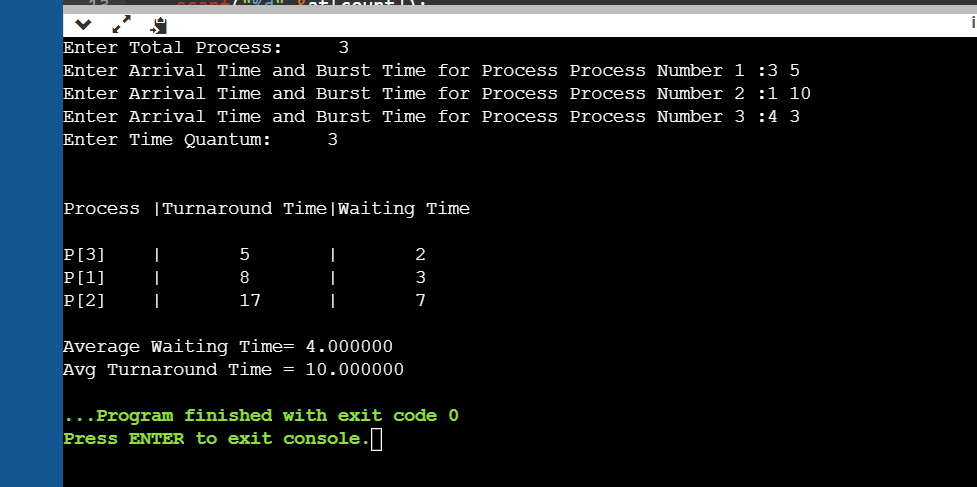 Enter Total Process:     3
Enter Arrival Time and Burst Time for Process Process Number 1 :3 5
Enter Arrival Time and Burst Time for Process Process Number 2 :1 10
Enter Arrival Time and Burst Time for Process Process Number 3 :4 3
Enter Time Quantum:     3
Process |Turnaround Time|Waiting Time
P[3]    |       5       |       2
P[1]    |       8       |       3
P[2]    |       17      |       7
Average Waiting Time= 4.000000
Avg Turnaround Time = 10.000000
...Program finished with exit code 0
Press ENTER to exit console.